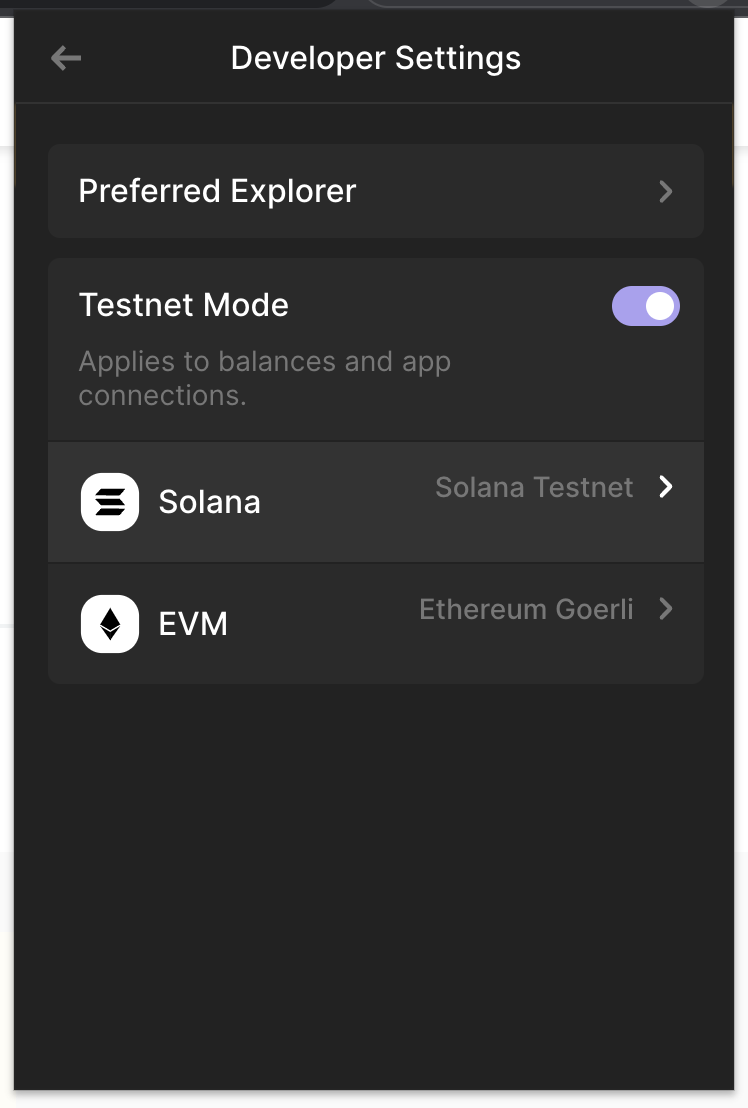 Developer Settings
Preferred Explorer
Testnet Mode
Applies to balances and app
connections.
Solana
Solana Testnet
EVM
Ethereum Goerli